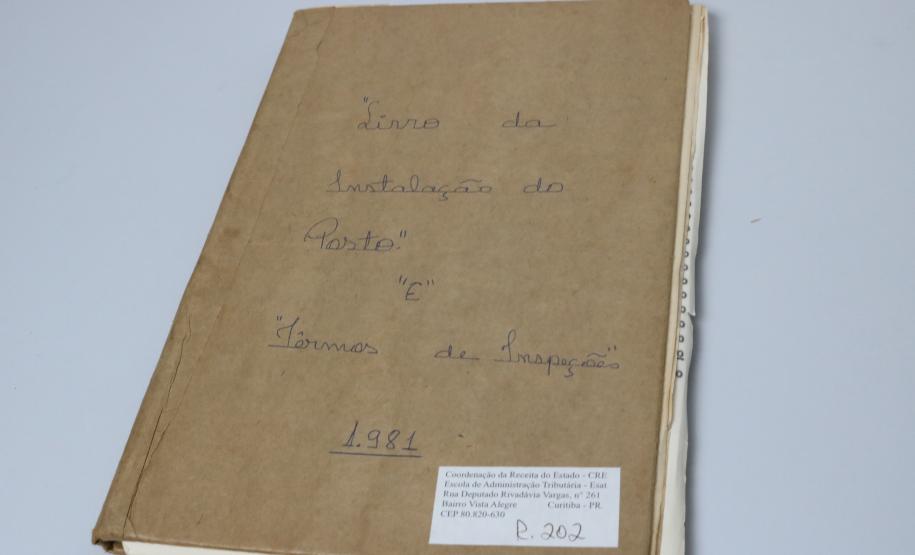 "Livro da
Instalação do
Posto."
"E"
"Têrmos de Inspeções"
1.981
Coordenação da Receita do Estado - CRE
Escola de Administração Tributária - Esat
Rua Deputado Rivadávia Vargas, nº 261
Bairro Vista Alegre Curitiba - PR.
CEP 80.820-630
R. 202